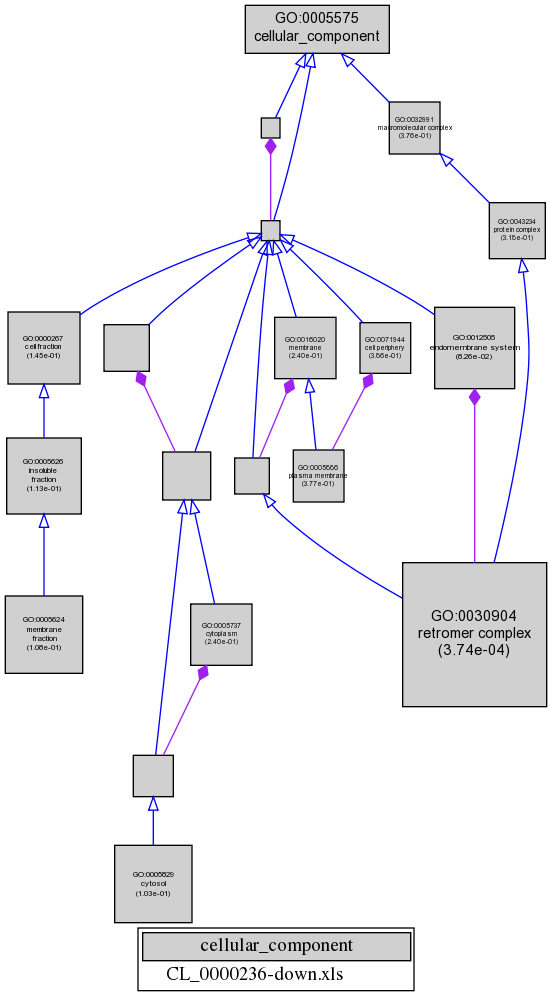 GO:0005575
cellular_component
GO:0032991
macromolecular complex
(3.76e-01)
GO:0043234
protein complex
(3.16e-01)
GO:0000267
cell fraction
(1.45e-01)
GO:0016020
membrane
(2.40e-01)
GO:0071944
cell periphery
(3.66e-01)
GO:0012505
endomembrane system
(6.26e-02)
GO:0005626
insoluble
fraction
(1.13e-01)
GO:0005886
plasma membrane
(3.77e-01)
GO:0030904
retromer complex
(3.74e-04)
GO:0005624
membrane
fraction
(1.08e-01)
GO:0005737
cytoplasm
(2.40e-01)
GO:0005829
cytosol
(1.03e-01)
cellular_component
CL_0000236-down.xls